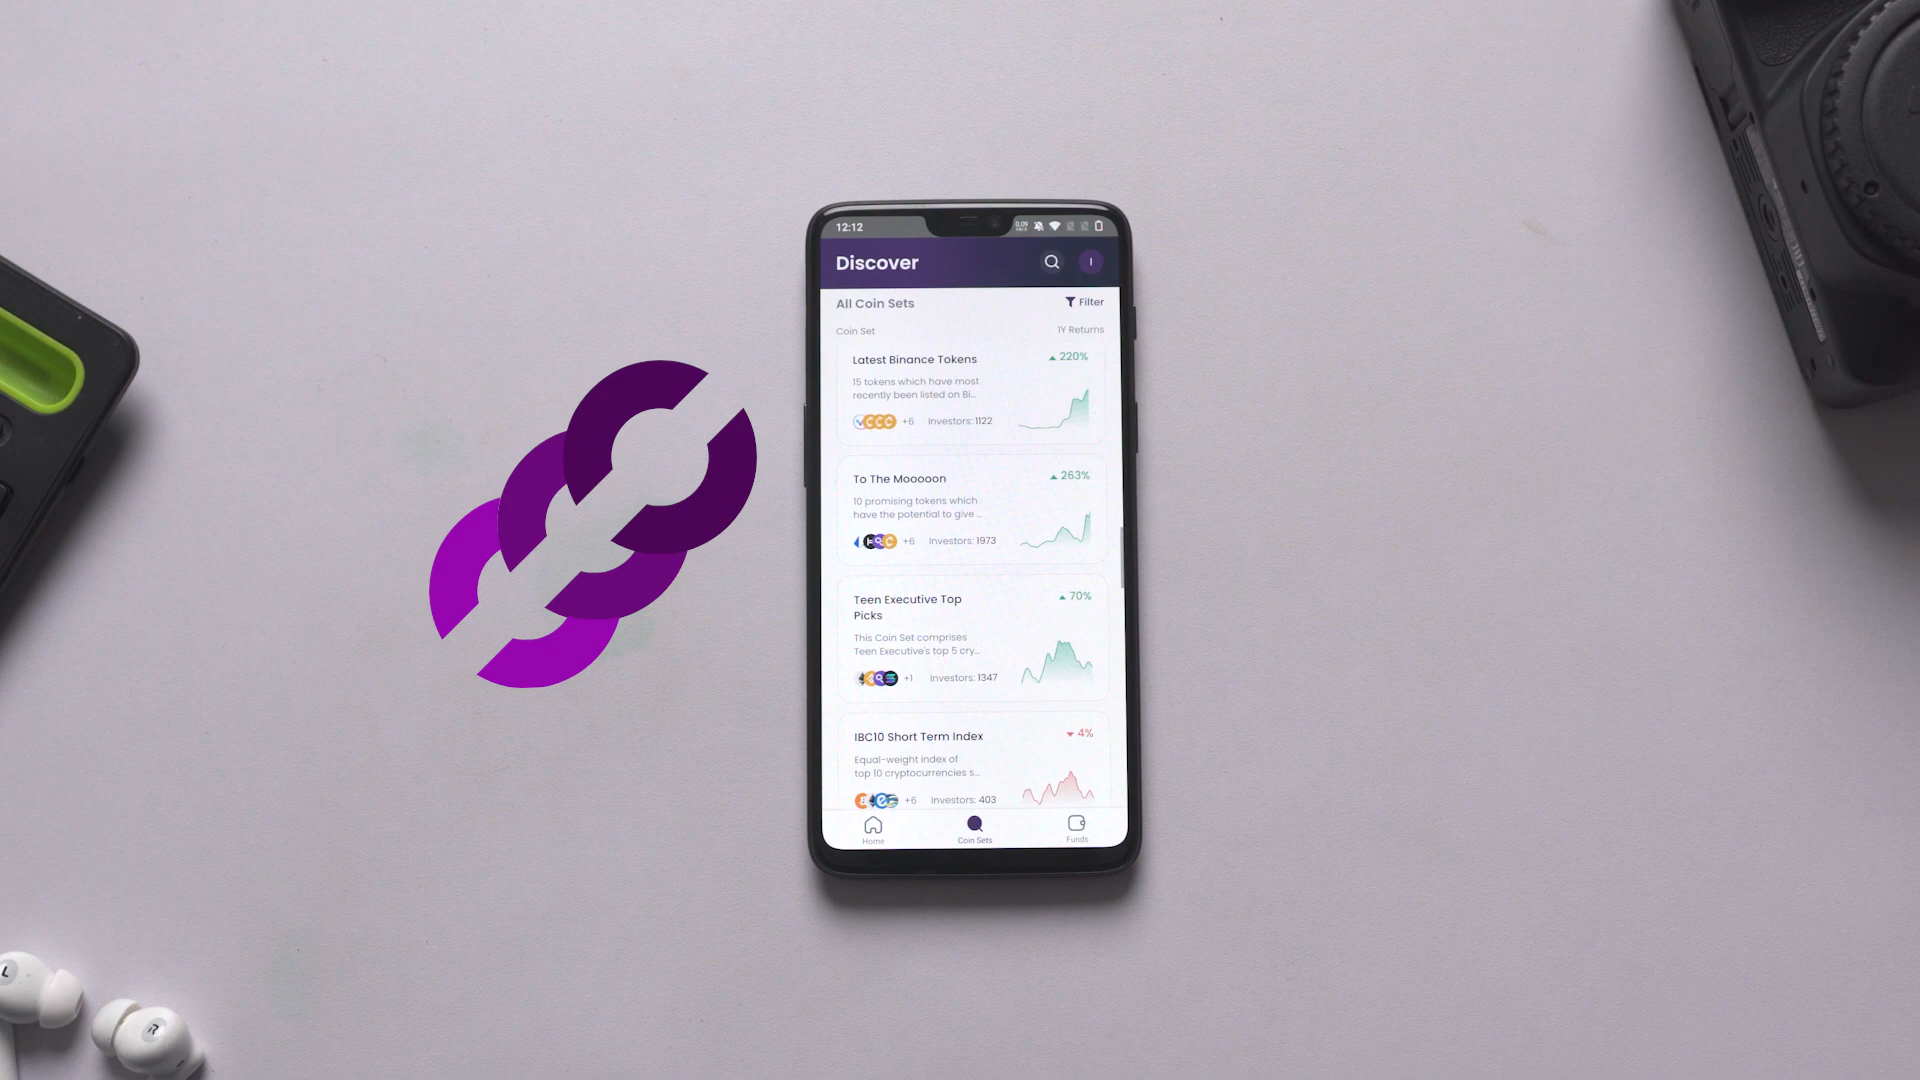 12:12
0.09
Discover
I
All Coin Sets
Filter
Coin Set
1Y Returns
Latest Binance Tokens
220%
15 tokens which have most
recently been listed on Bi...
+6
Investors: 1122
To The Mooooon
263%
10 promising tokens which
have the potential to give ...
+6
Investors: 1973
Teen Executive Top
Picks
70%
This Coin Set comprises
Teen Executive's top 5 cry...
+1
Investors: 1347
IBC10 Short Term Index
4%
Equal-weight index of
top 10 cryptocurrencies s...
+6
Investors: 403
Home
Coin Sets
Funds
L
R